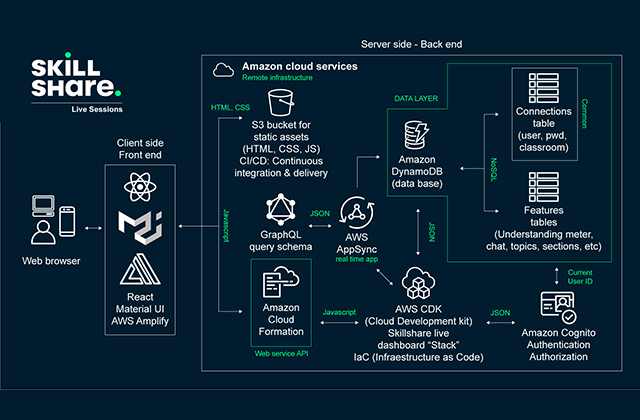 SKILL
SHARE.
Live Sessions
Server side - Back end
Amazon cloud services
Remote infrastructure
HTML, CSS
S3 bucket for
static assets
(HTML, CSS, JS)
CI/CD: Continuous
integration & delivery
DATA LAYER
Amazon
DynamoDB
(data base)
NoSQL
Connections
table
(user, pwd,
classroom)
Common
Features
tables
(Understanding meter,
chat, topics, sections, etc)
Client side
Front end
Web browser
React
Material UI
AWS Amplify
Javascript
GraphQL
query schema
JSON
AWS
AppSync
real time app
JSON
Amazon
Cloud
Formation
Web service API
Javascript
AWS CDK
(Cloud Development kit)
Skillshare live
dashboard “Stack”
IaC (Infraestructure as Code)
JSON
Current
User ID
Amazon Cognito
Authentication
Authorization